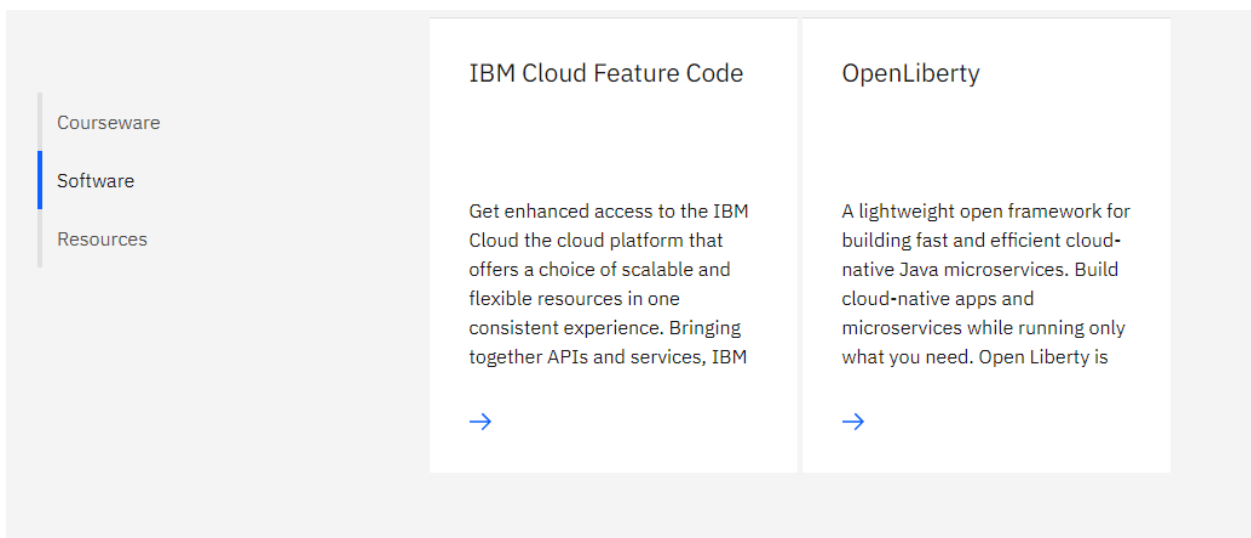 Courseware
Software
Resources
IBM Cloud Feature Code
Get enhanced access to the IBM
Cloud the cloud platform that
offers a choice of scalable and
flexible resources in one
consistent experience. Bringing
together APIs and services, IBM
OpenLiberty
A lightweight open framework for
building fast and efficient cloud-
native Java microservices. Build
cloud-native apps and
microservices while running only
what you need. Open Liberty is